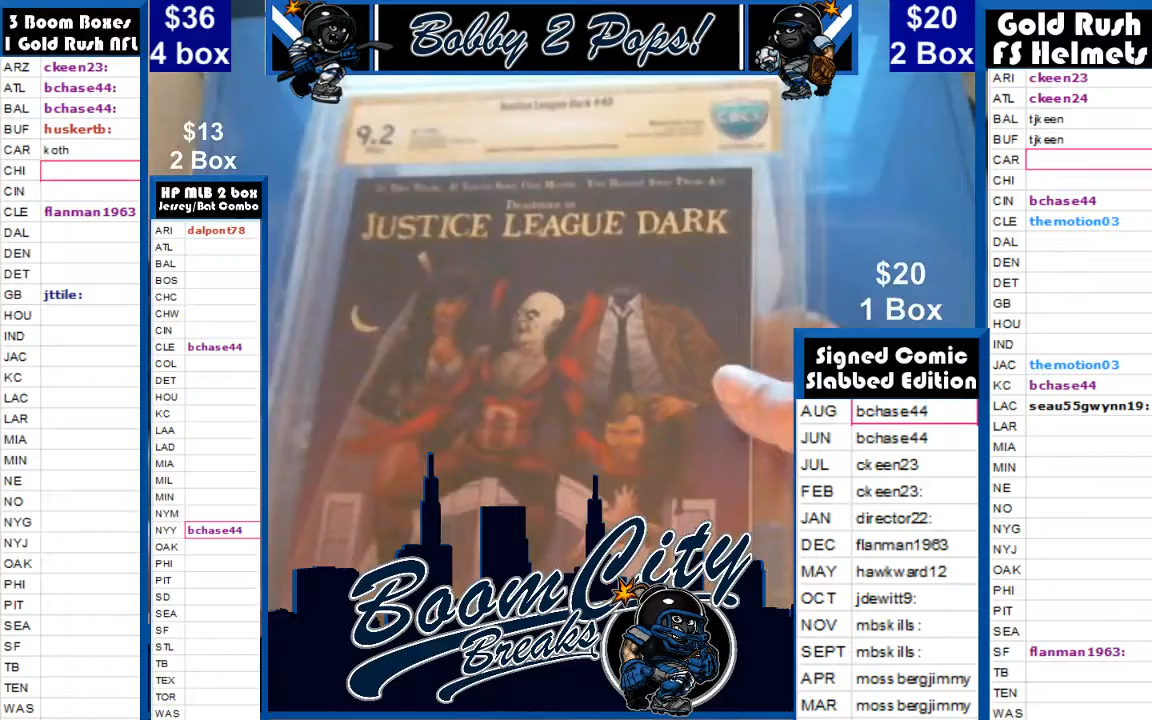 3 Boom Boxes
1 Gold Rush NFL
ARZ ckeen23:
ATL bchase44:
BAL bchase44:
BUF huskertb:
CAR koth
CHI
CIN
CLE flanman1963
DAL
DEN
DET
GB jttile:
HOU
IND
JAC
KC
LAC
LAR
MIA
MIN
NE
NO
NYG
NYJ
OAK
PHI
PIT
SEA
SF
TB
TEN
WAS
$36
4 box
$13
2 Box
HP MLB 2 box
Jersey/Bat Combo
ARI dalpont78
ATL
BAL
BOS
CHC
CHW
CIN
CLE bchase44
COL
DET
HOU
KC
LAA
LAD
MIA
MIL
MIN
NYM
NYY bchase44
OAK
PHI
PIT
SD
SEA
SF
STL
TB
TEX
TOR
WAS
Bobby 2 Pops!
Justice League Dark #40
9.2
CBCS
Deadman in
JUSTICE LEAGUE DARK
Boom City
Breaks
$20
2 Box
$20
1 Box
Signed Comic
Slabbed Edition
AUG bchase44
JUN bchase44
JUL ckeen23
FEB ckeen23:
JAN director22:
DEC flanman1963
MAY hawkward12
OCT jdewitt9:
NOV mbskills:
SEPT mbskills:
APR mossbergjimmy
MAR mossbergjimmy
Gold Rush
FS Helmets
ARI ckeen23
ATL ckeen24
BAL tjkeen
BUF tjkeen
CAR
CHI
CIN bchase44
CLE themotion03
DAL
DEN
DET
GB
HOU
IND
JAC themotion03
KC bchase44
LAC seau55gwynn19:
LAR
MIA
MIN
NE
NO
NYG
NYJ
OAK
PHI
PIT
SEA
SF flanman1963:
TB
TEN
WAS